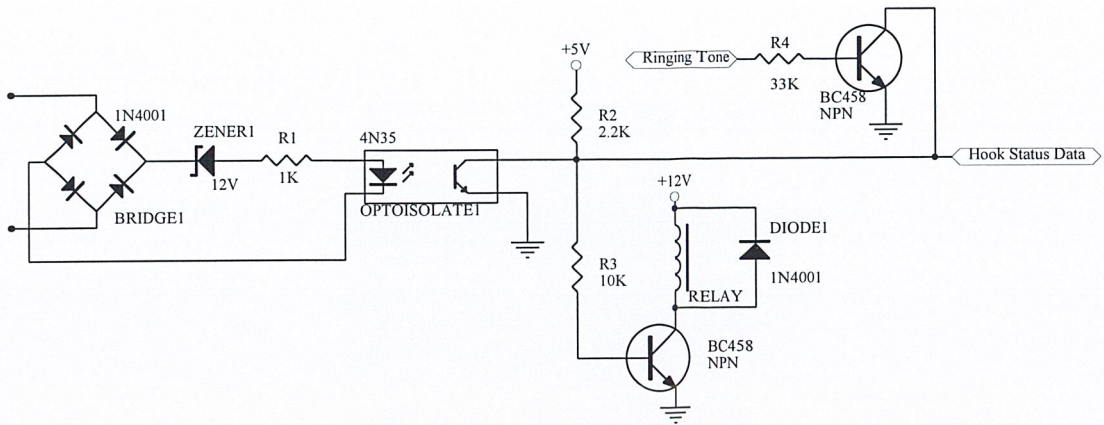 Ringing Tone
R4
33K
BC458
NPN
+5V
R2
2.2K
1N4001
ZENER1
12V
R1
1K
4N35
OPTOISOLATE1
BRIDGE1
Hook Status Data
+12V
DIODE1
1N4001
RELAY
R3
10K
BC458
NPN